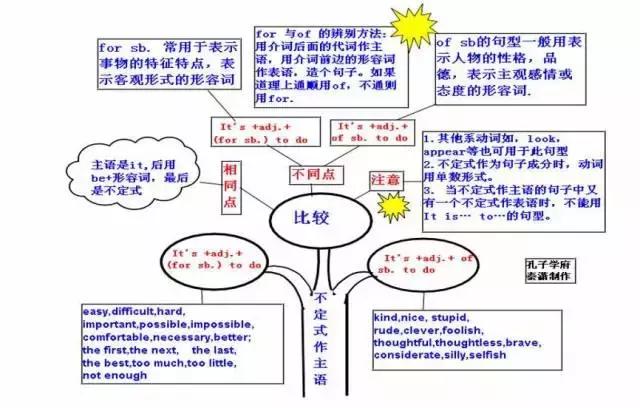 for sb. 常用于表示
事物的特征特点，表
示客观形式的形容词
for 与of 的辨别方法:
用介词后面的代词作主
语，用介词前边的形容词
作表语，造个句子。如果
道理上通顺用of，不通则
用for.
of sb的句型一般用表
示人物的性格，品
德，表示主观感情或
态度的形容词.
It's +adj.+
(for sb.) to do
It's +adj.+
of sb. to do
主语是it,后用
be+形容词，最后
是不定式
相同点
不同点
注意
1.其他系动词如，look，
appear等也可用于此句型
2.不定式作为句子成分时，动词
用单数形式。
3. 当不定式作主语的句子中又
有一个不定式作表语时，不能用
It is… to…的句型。
比较
It's +adj.+
(for sb.) to do
It's +adj.+ of
sb. to do
孔子学府
秦潇制作
easy,difficult,hard,
important,possible,impossible,
comfortable,necessary,better;
the first,the next, the last,
the best,too much,too little,
not enough
不定式作主语
kind,nice, stupid,
rude,clever,foolish,
thoughtful,thoughtless,brave,
considerate,silly,selfish